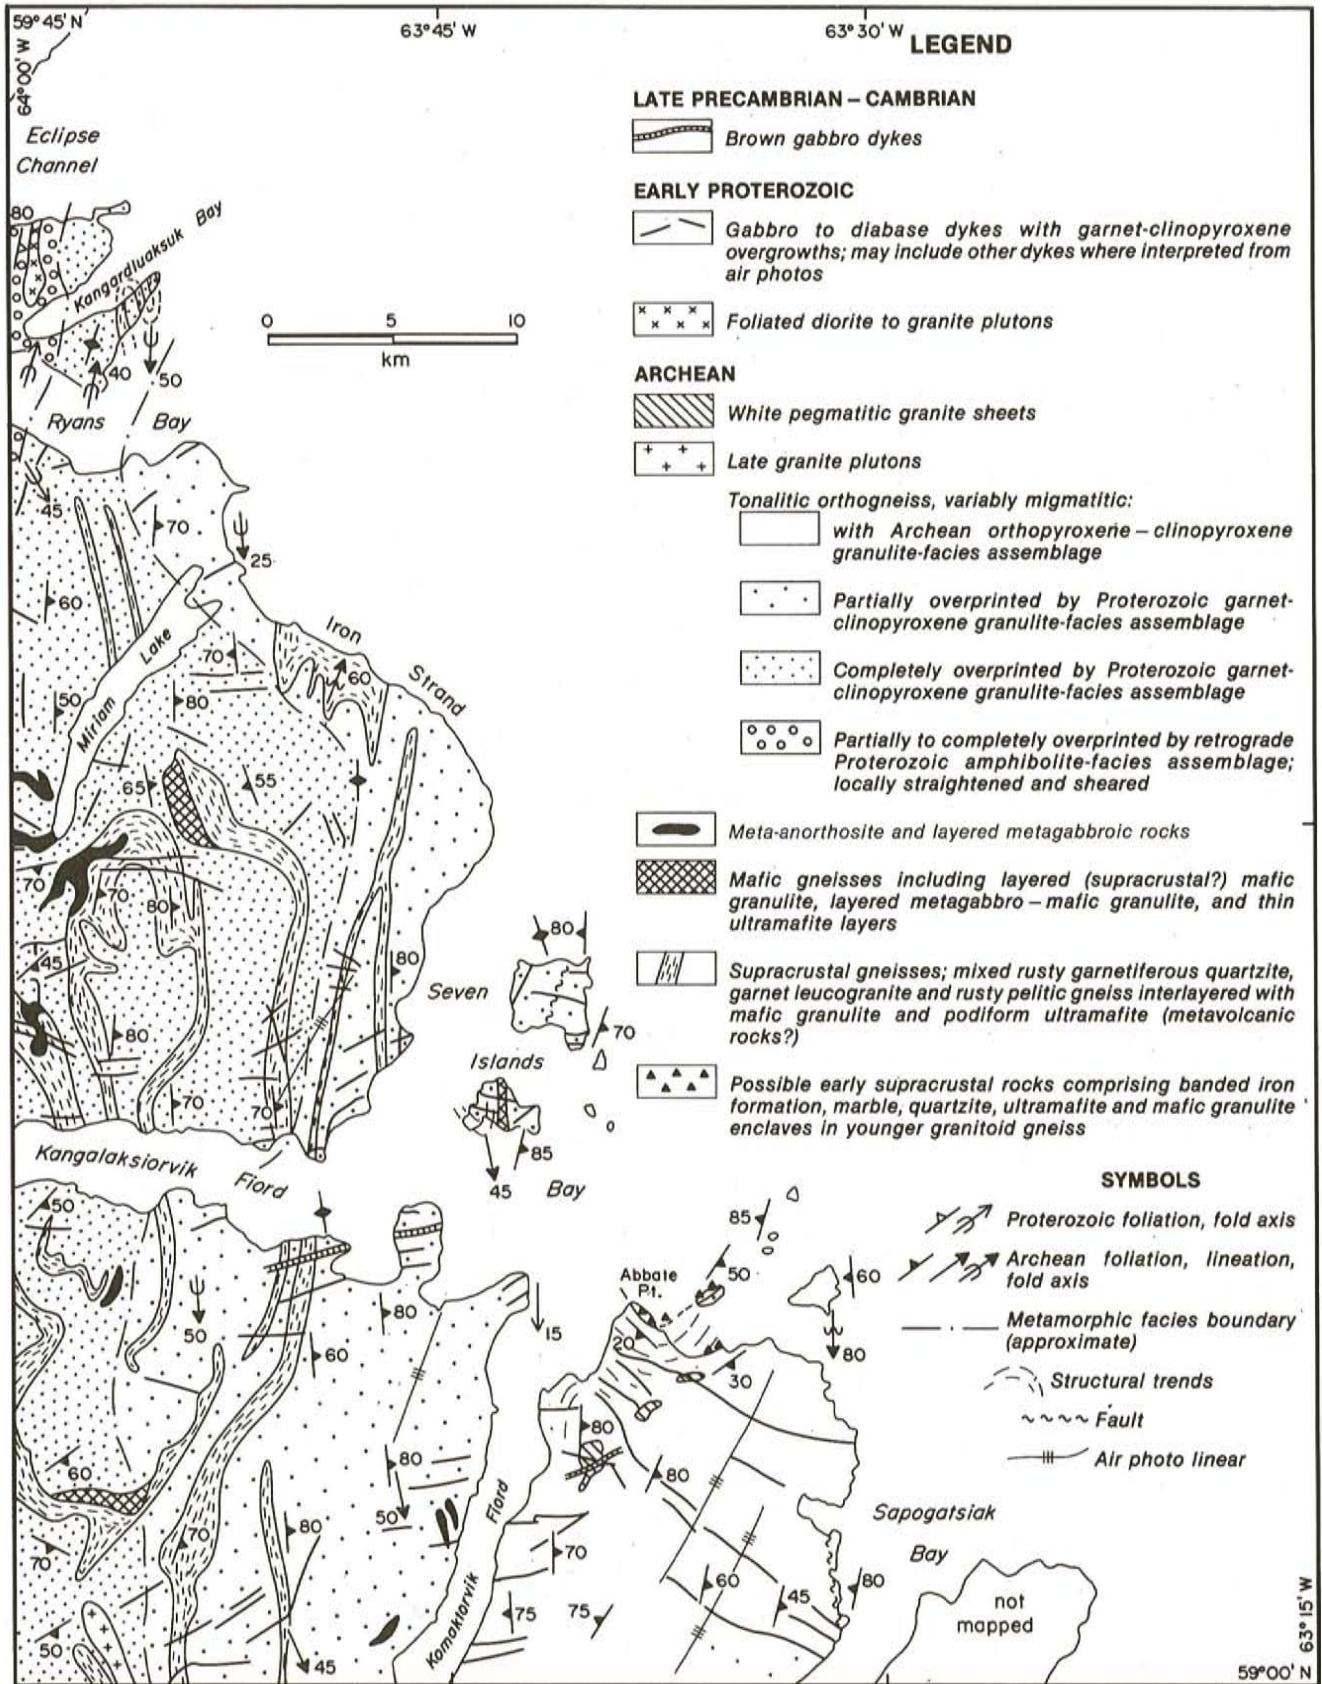 59°45' N
64°00' W
63°45' W
63°30' W
LEGEND
LATE PRECAMBRIAN – CAMBRIAN
Brown gabbro dykes
EARLY PROTEROZOIC
Gabbro to diabase dykes with garnet-clinopyroxene
overgrowths; may include other dykes where interpreted from
air photos
Foliated diorite to granite plutons
ARCHEAN
White pegmatitic granite sheets
Late granite plutons
Tonalitic orthogneiss, variably migmatitic:
with Archean orthopyroxene – clinopyroxene
granulite-facies assemblage
Partially overprinted by Proterozoic garnet-
clinopyroxene granulite-facies assemblage
Completely overprinted by Proterozoic garnet-
clinopyroxene granulite-facies assemblage
Partially to completely overprinted by retrograde
Proterozoic amphibolite-facies assemblage;
locally straightened and sheared
Meta-anorthosite and layered metagabbroic rocks
Mafic gneisses including layered (supracrustal?) mafic
granulite, layered metagabbro – mafic granulite, and thin
ultramafite layers
Supracrustal gneisses; mixed rusty garnetiferous quartzite,
garnet leucogranite and rusty pelitic gneiss interlayered with
mafic granulite and podiform ultramafite (metavolcanic
rocks?)
Possible early supracrustal rocks comprising banded iron
formation, marble, quartzite, ultramafite and mafic granulite
enclaves in younger granitoid gneiss
SYMBOLS
Proterozoic foliation, fold axis
Archean foliation, lineation,
fold axis
Metamorphic facies boundary
(approximate)
Structural trends
Fault
Air photo linear
Eclipse
Channel
80
Kangardluaksuk Bay
0 5 10
km
40
50
Ryans Bay
45
70
25
60
Miriam Lake
Iron
Strand
70
60
50
80
65
55
70
70
80
45
80
80
Seven
80
70
Islands
70
70
85
45
Bay
Kangalaksiorvik
Fiord
50
85
50
Abbate
Pt.
60
80
15
50
60
20
30
80
80
80
60
80
50
Fiord
Komaktorvik
Sapogatsiak
Bay
70
80
70
70
60
80
45
75
75
50
45
not
mapped
63°15' W
59°00' N